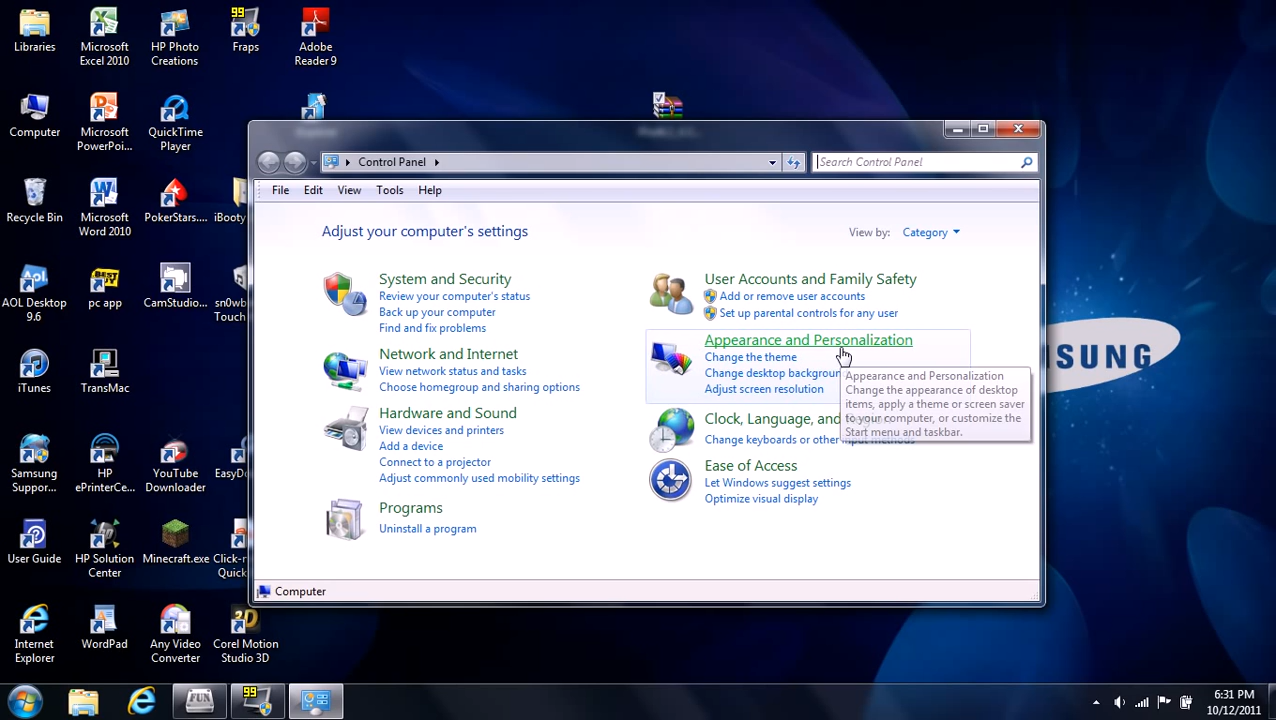 Libraries
Microsoft
Excel 2010
HP Photo
Creations
99
Fraps
Adobe
Reader 9
Computer
Microsoft
PowerPoi...
QuickTime
Player
Recycle Bin
Microsoft
Word 2010
PokerStars....
iBooty
AOL Desktop
9.6
pc app
CamStudio...
sn0wb
Touch
iTunes
TransMac
Samsung
Suppor...
HP
ePrinterCe...
YouTube
Downloader
EasyDo
User Guide
HP Solution
Center
Minecraft.exe
Click-r
Quick
Internet
Explorer
WordPad
Any Video
Converter
Corel Motion
Studio 3D
Control Panel
Search Control Panel
File Edit View Tools Help
Adjust your computer's settings
View by: Category
System and Security
Review your computer's status
Back up your computer
Find and fix problems
Network and Internet
View network status and tasks
Choose homegroup and sharing options
Hardware and Sound
View devices and printers
Add a device
Connect to a projector
Adjust commonly used mobility settings
Programs
Uninstall a program
User Accounts and Family Safety
Add or remove user accounts
Set up parental controls for any user
Appearance and Personalization
Change the theme
Change desktop backgroun
Adjust screen resolution
Appearance and Personalization
Change the appearance of desktop
items, apply a theme or screen saver
to your computer, or customize the
Start menu and taskbar.
Clock, Language, and
Change keyboards or other input methods
Ease of Access
Let Windows suggest settings
Optimize visual display
Computer
SUNG
FUN
99
6:31 PM
10/12/2011